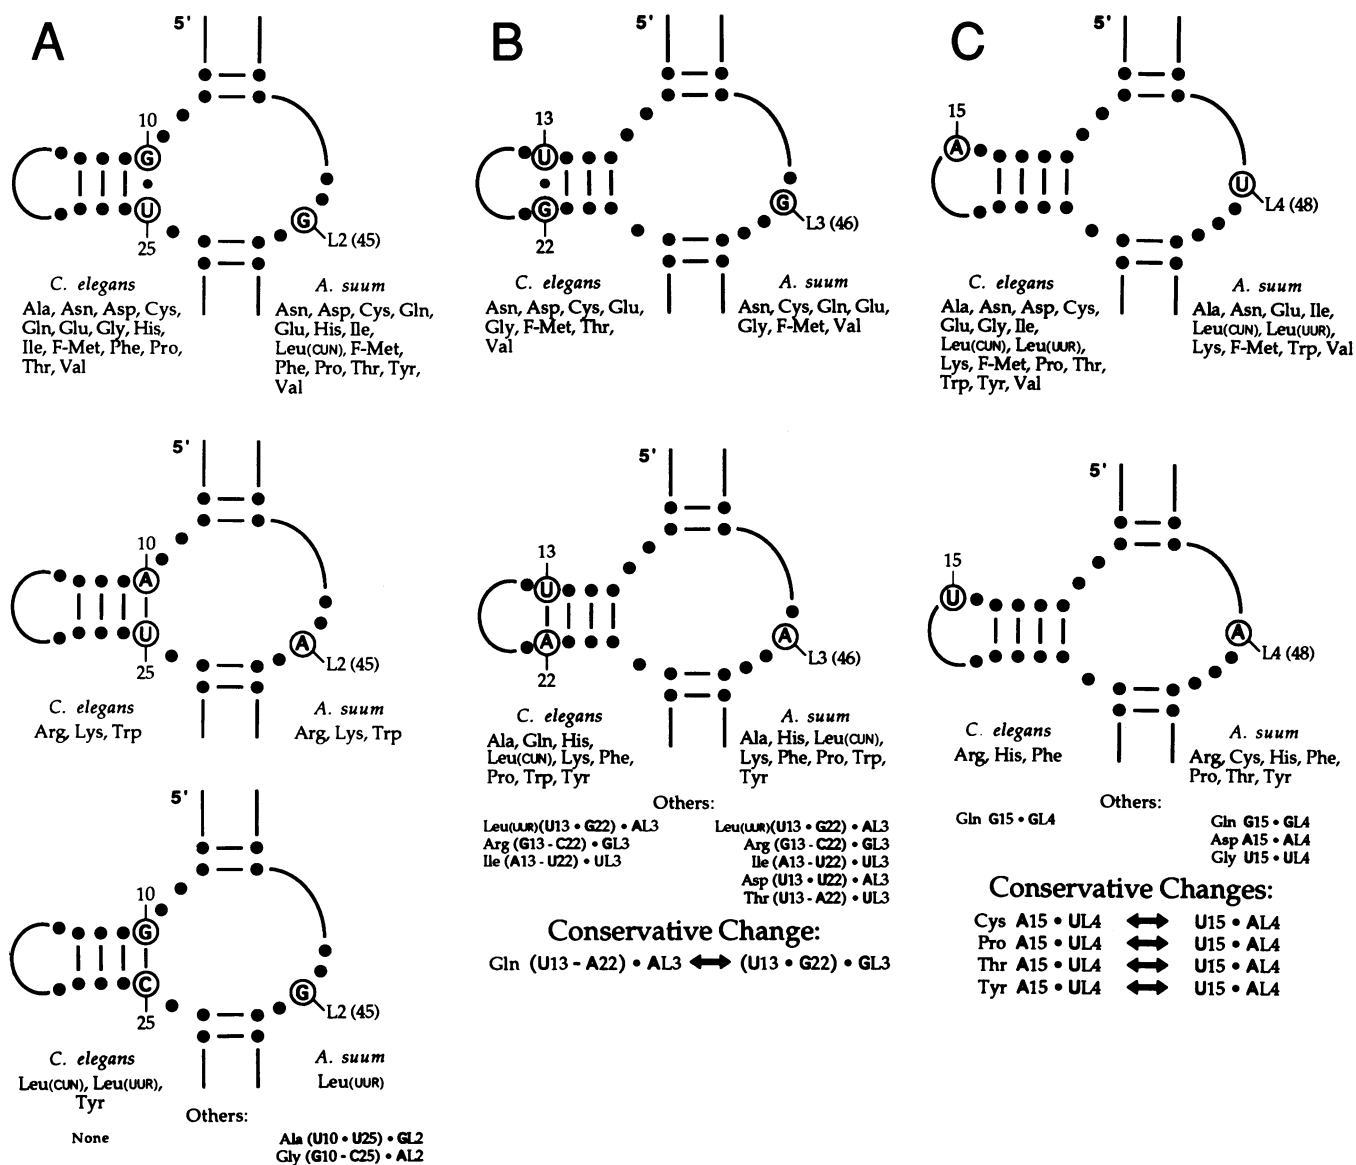 A
5'
10
G
U
25
G
L2 (45)
C. elegans
Ala, Asn, Asp, Cys,
Gln, Glu, Gly, His,
Ile, F-Met, Phe, Pro,
Thr, Val
A. suum
Asn, Asp, Cys, Gln,
Glu, His, Ile,
Leu(CUN), F-Met,
Phe, Pro, Thr, Tyr,
Val
5'
10
A
U
25
A
L2 (45)
C. elegans
Arg, Lys, Trp
A. suum
Arg, Lys, Trp
5'
10
G
C
25
G
L2 (45)
C. elegans
Leu(CUN), Leu(UUR),
Tyr
A. suum
Leu(UUR)
Others:
None
Ala (U10 • U25) • GL2
Gly (G10 - C25) • AL2
B
5'
13
U
G
22
G
L3 (46)
C. elegans
Asn, Asp, Cys, Glu,
Gly, F-Met, Thr,
Val
A. suum
Asn, Cys, Gln, Glu,
Gly, F-Met, Val
5'
13
U
A
22
A
L3 (46)
C. elegans
Ala, Gln, His,
Leu(CUN), Lys, Phe,
Pro, Trp, Tyr
A. suum
Ala, His, Leu(CUN),
Lys, Phe, Pro, Trp,
Tyr
Others:
Leu(UUR)(U13 • G22) • AL3
Arg (G13 - C22) • GL3
Ile (A13 - U22) • UL3
Leu(UUR)(U13 • G22) • AL3
Arg (G13 - C22) • GL3
Ile (A13 - U22) • UL3
Asp (U13 • U22) • AL3
Thr (U13 - A22) • UL3
Conservative Change:
Gln (U13 - A22) • AL3 ↔ (U13 • G22) • GL3
C
5'
15
A
U
L4 (48)
C. elegans
Ala, Asn, Asp, Cys,
Glu, Gly, Ile,
Leu(CUN), Leu(UUR),
Lys, F-Met, Pro, Thr,
Trp, Tyr, Val
A. suum
Ala, Asn, Glu, Ile,
Leu(CUN), Leu(UUR),
Lys, F-Met, Trp, Val
5'
15
U
A
L4 (48)
C. elegans
Arg, His, Phe
A. suum
Arg, Cys, His, Phe,
Pro, Thr, Tyr
Others:
Gln G15 • GL4
Gln G15 • GL4
Asp A15 • AL4
Gly U15 • UL4
Conservative Changes:
Cys A15 • UL4 ↔ U15 • AL4
Pro A15 • UL4 ↔ U15 • AL4
Thr A15 • UL4 ↔ U15 • AL4
Tyr A15 • UL4 ↔ U15 • AL4